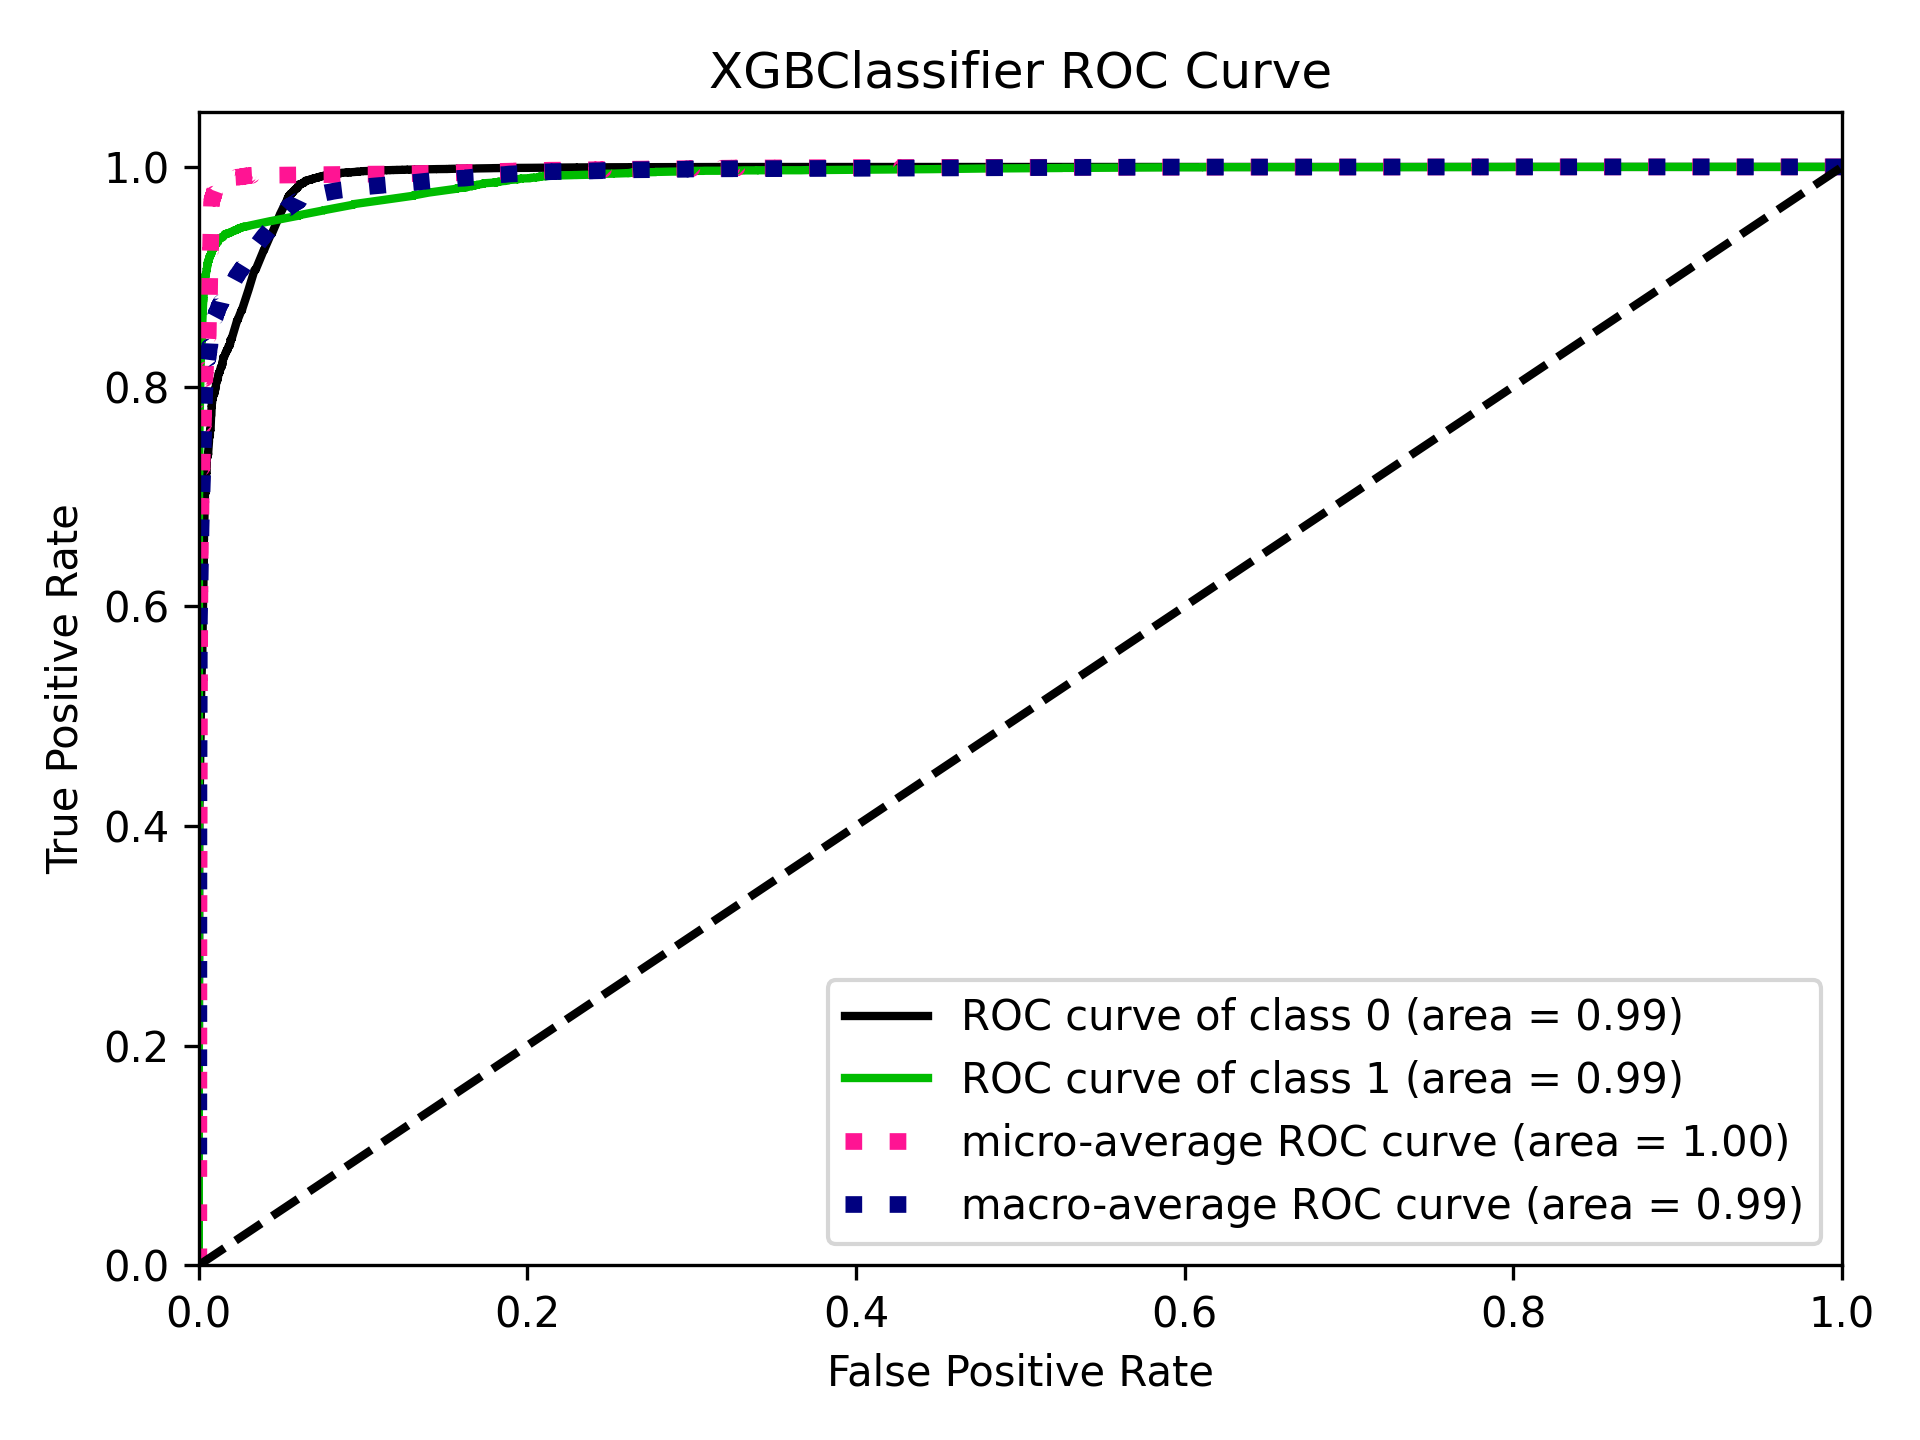 XGBClassifier ROC Curve
1.0
0.8
0.6
0.4
0.2
0.0
True Positive Rate
ROC curve of class 0 (area = 0.99)
ROC curve of class 1 (area = 0.99)
micro-average ROC curve (area = 1.00)
macro-average ROC curve (area = 0.99)
0.0 0.2 0.4 0.6 0.8 1.0
False Positive Rate